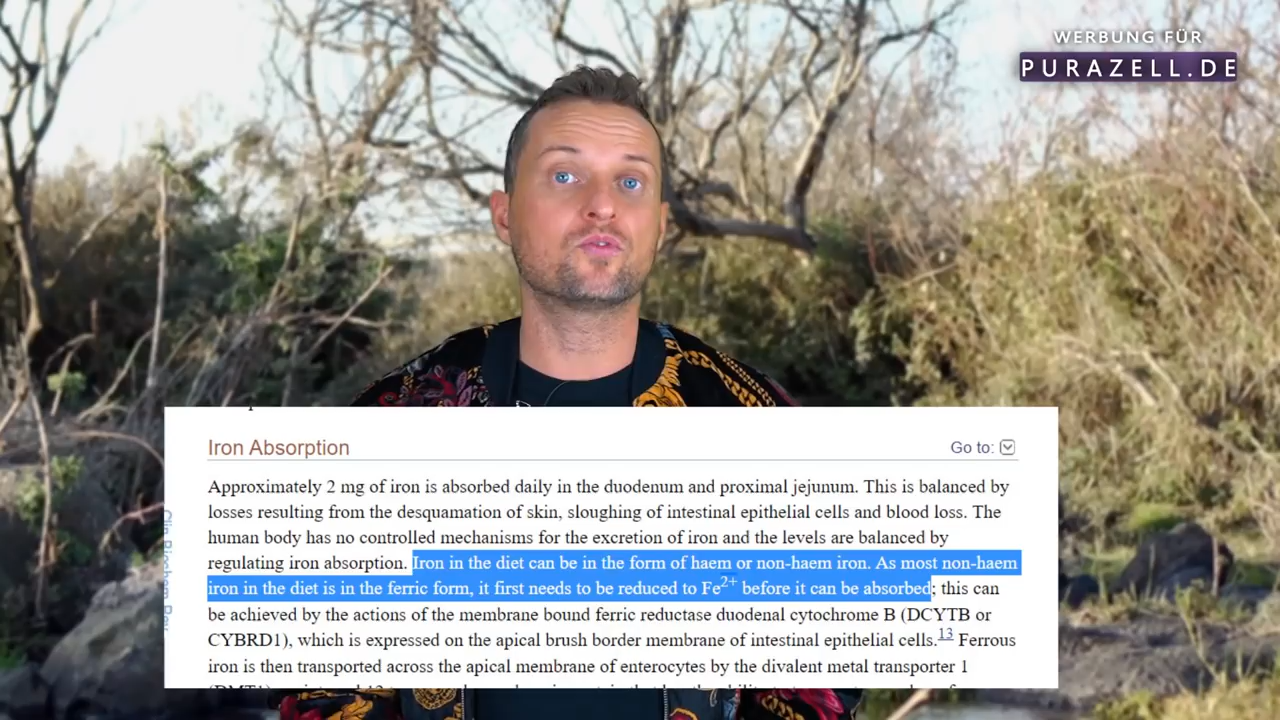 WERBUNG FÜR
PURAZELL.DE
Iron Absorption
Go to:
Approximately 2 mg of iron is absorbed daily in the duodenum and proximal jejunum. This is balanced by
losses resulting from the desquamation of skin, sloughing of intestinal epithelial cells and blood loss. The
human body has no controlled mechanisms for the excretion of iron and the levels are balanced by
regulating iron absorption. Iron in the diet can be in the form of haem or non-haem iron. As most non-haem
iron in the diet is in the ferric form, it first needs to be reduced to Fe2+ before it can be absorbed; this can
be achieved by the actions of the membrane bound ferric reductase duodenal cytochrome B (DCYTB or
CYBRD1), which is expressed on the apical brush border membrane of intestinal epithelial cells.13 Ferrous
iron is then transported across the apical membrane of enterocytes by the divalent metal transporter 1